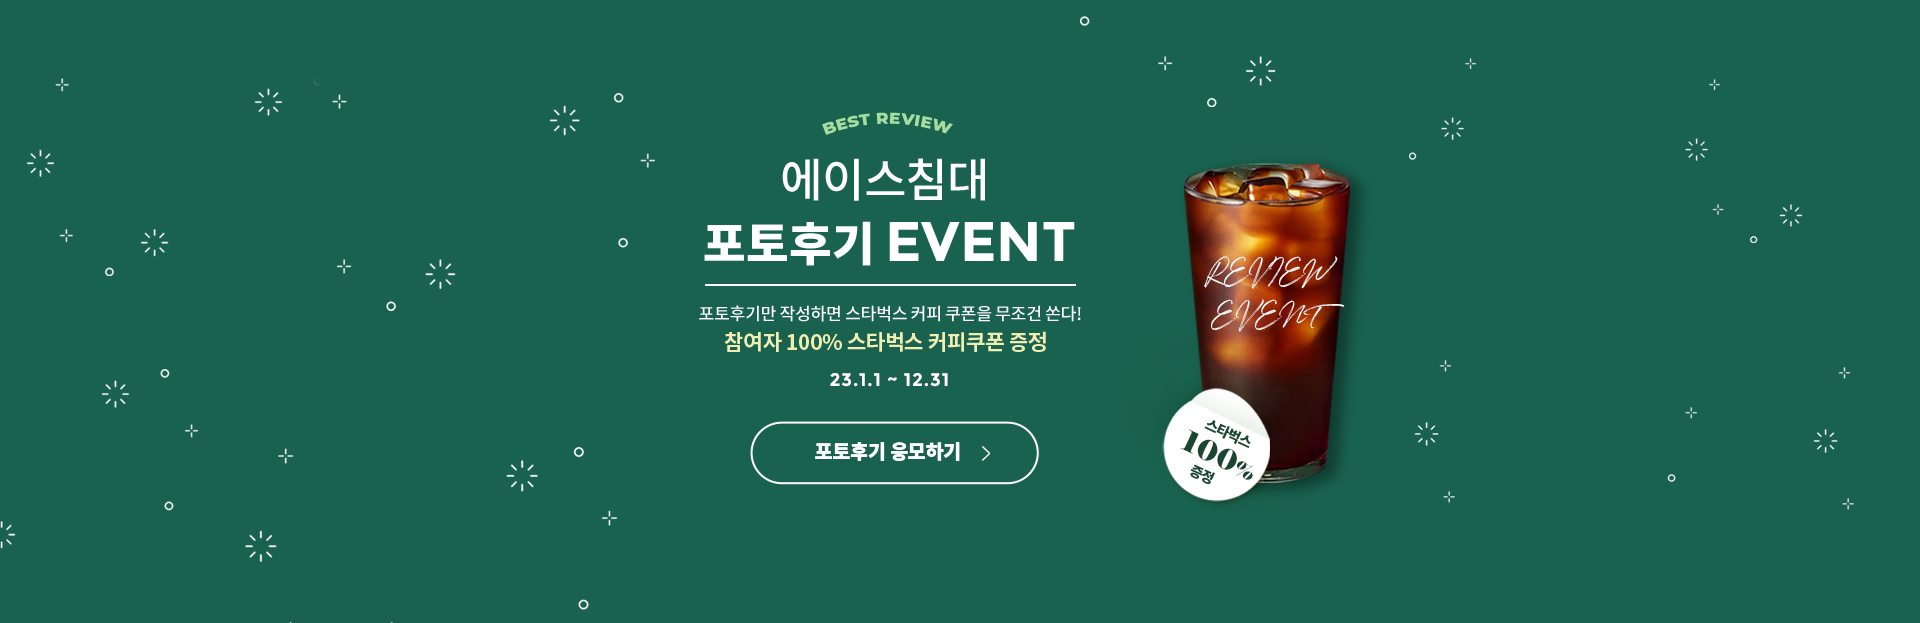 BEST REVIEW
에이스침대
포토후기 EVENT
포토후기만 작성하면 스타벅스 커피 쿠폰을 무조건 쏜다!
참여자 100% 스타벅스 커피쿠폰 증정
23.1.1 ~ 12.31
포토후기 응모하기
REVIEW
EVENT
스타벅스
100%
증정